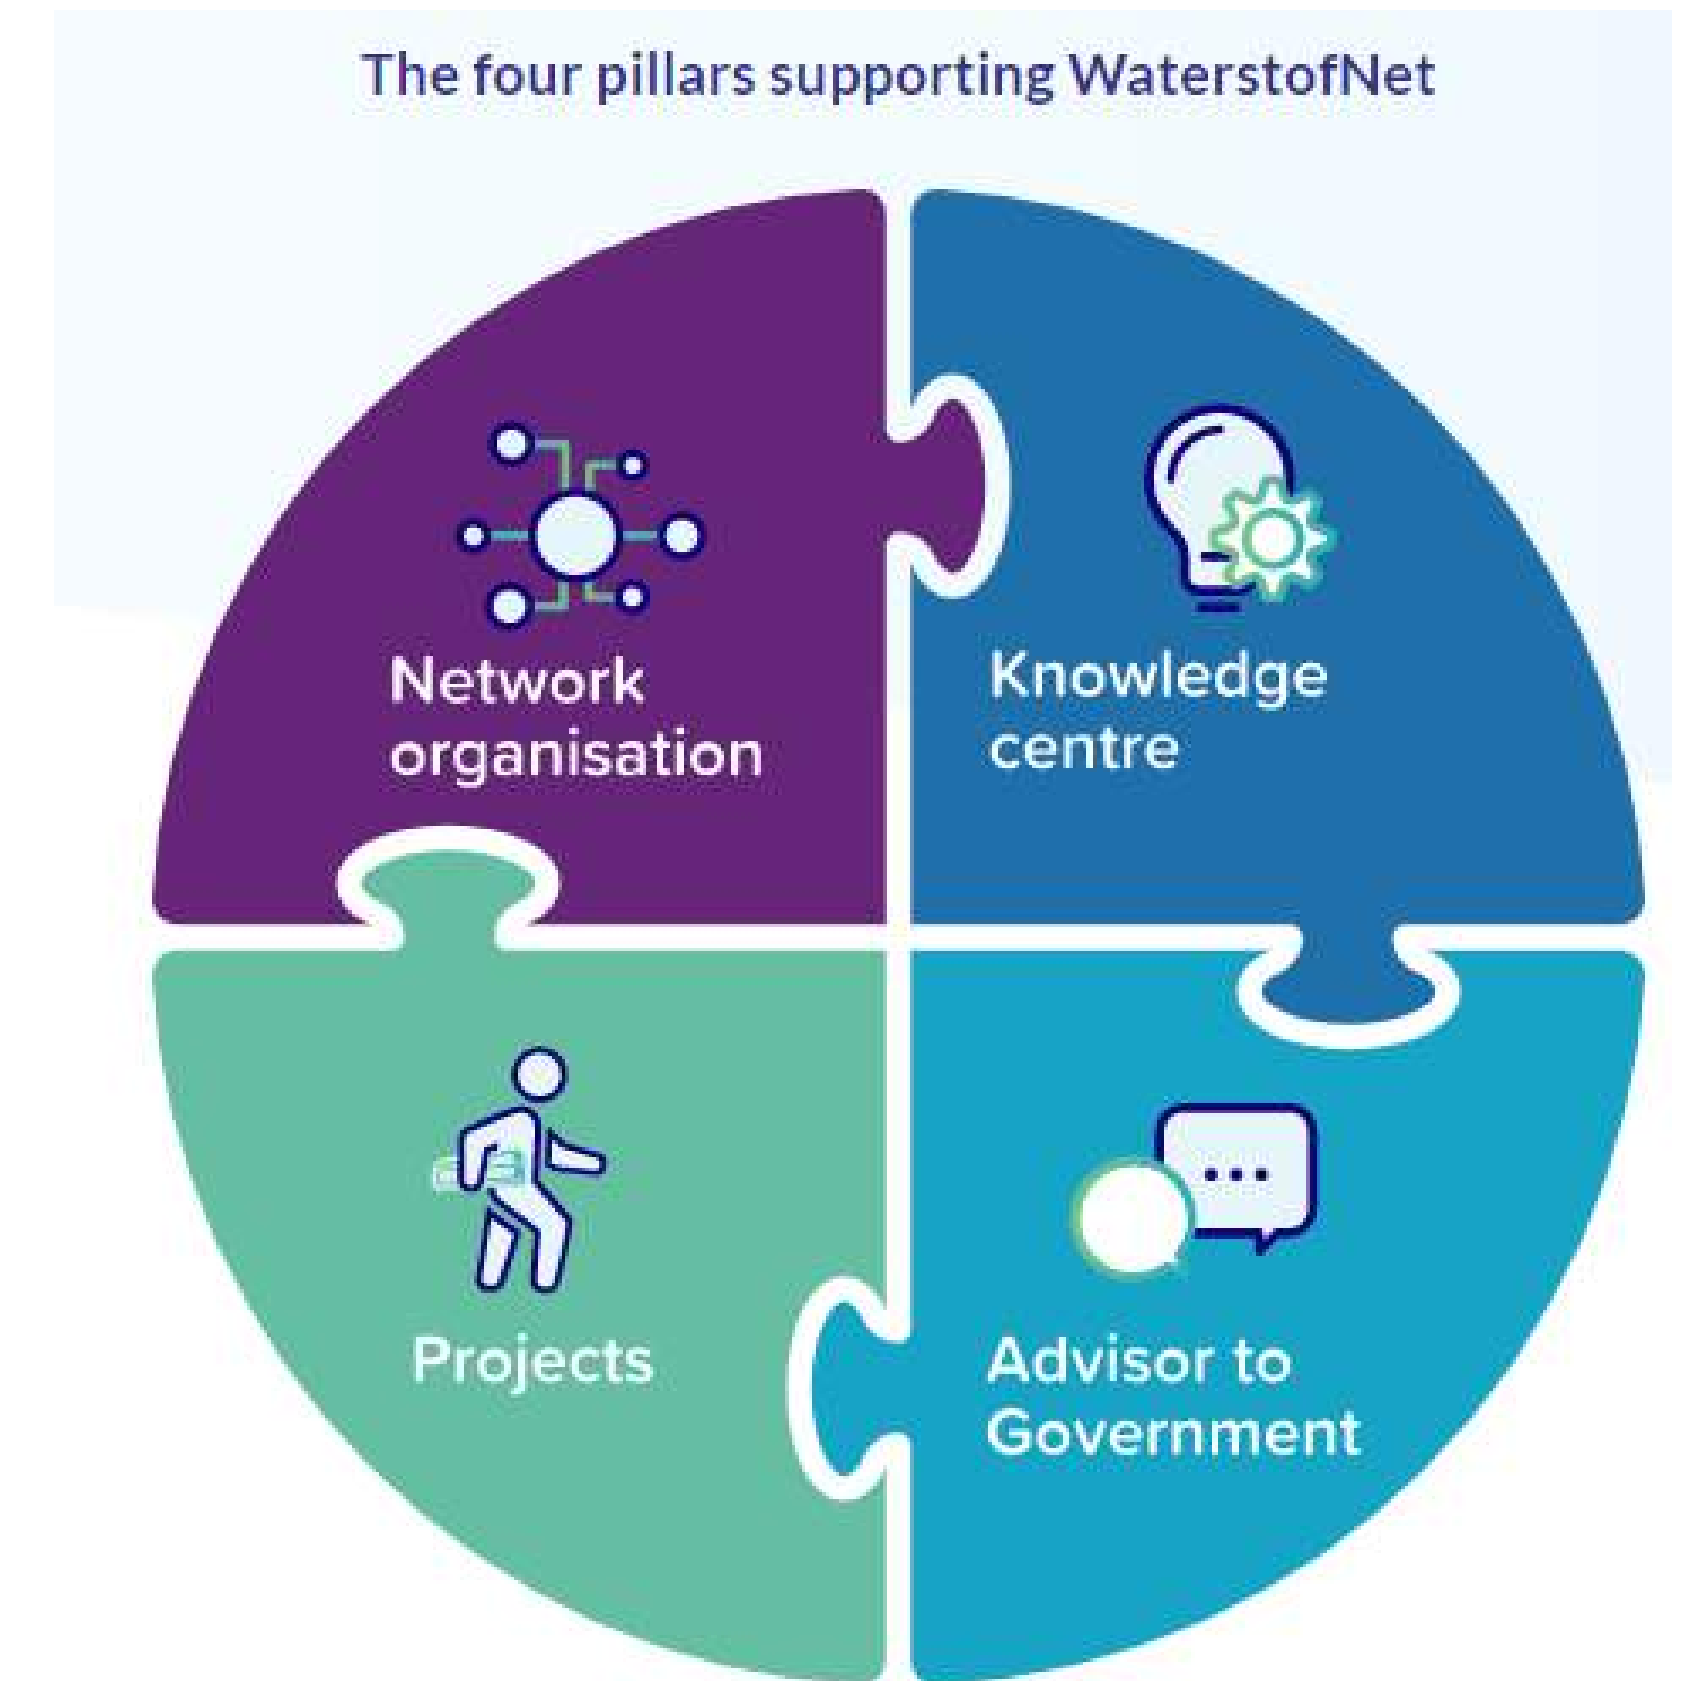 The four pillars supporting WaterstofNet
Network
organisation
Knowledge
centre
Projects
Advisor to
Government